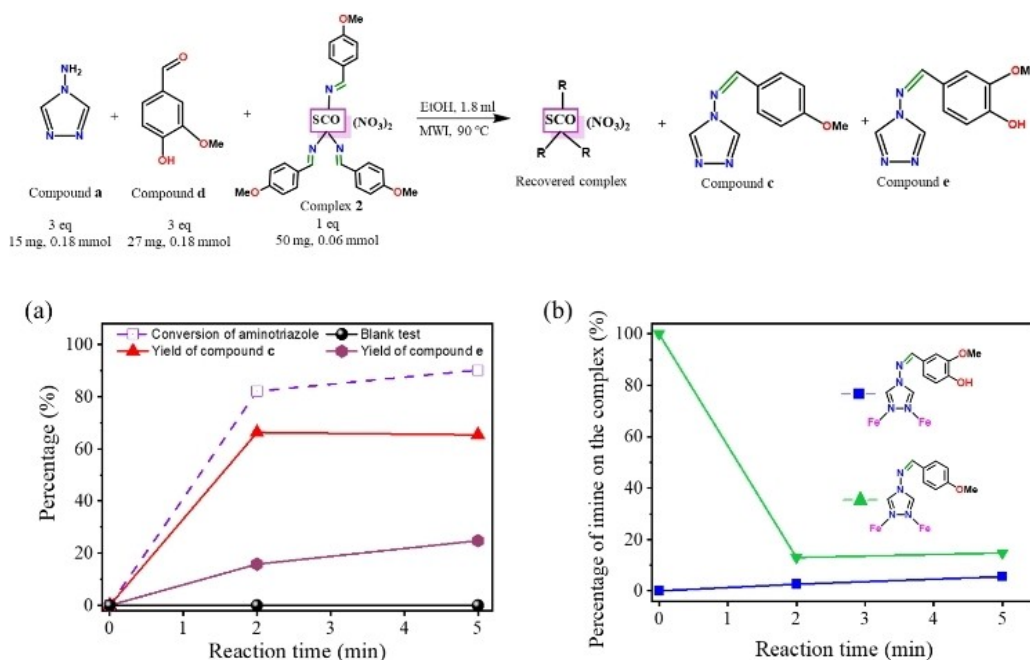 NH2
N
N N
+
O
OMe
OH
+
OMe
N
SCO (NO3)2
N N
MeO OMe
EtOH, 1.8 ml
MWI, 90 °C
R
SCO (NO3)2
R R
+
N
N
N N
OMe
+
N
N
N N
OM
OH
Compound a
Compound d
Complex 2
Recovered complex
Compound c
Compound e
3 eq
15 mg, 0.18 mmol
3 eq
27 mg, 0.18 mmol
1 eq
50 mg, 0.06 mmol
(a)
Conversion of aminotriazole
Blank test
Yield of compound c
Yield of compound e
Percentage (%)
100
80
60
40
20
0
0 1 2 3 4 5
Reaction time (min)
(b)
Percentage of imine on the complex (%)
100
80
60
40
20
0
OMe
OH
N
N
N N
Fe Fe
OMe
N
N
N N
Fe Fe
0 1 2 3 4 5
Reaction time (min)